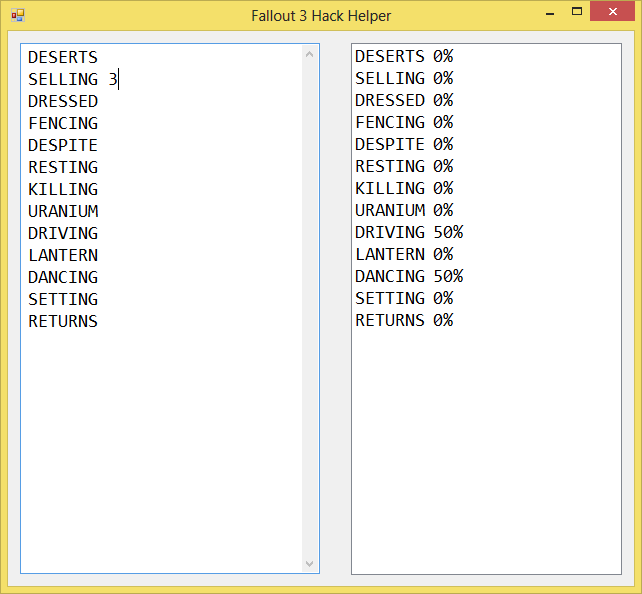 Fallout 3 Hack Helper
DESERTS
SELLING 3
DRESSED
FENCING
DESPITE
RESTING
KILLING
URANIUM
DRIVING
LANTERN
DANCING
SETTING
RETURNS
DESERTS 0%
SELLING 0%
DRESSED 0%
FENCING 0%
DESPITE 0%
RESTING 0%
KILLING 0%
URANIUM 0%
DRIVING 50%
LANTERN 0%
DANCING 50%
SETTING 0%
RETURNS 0%